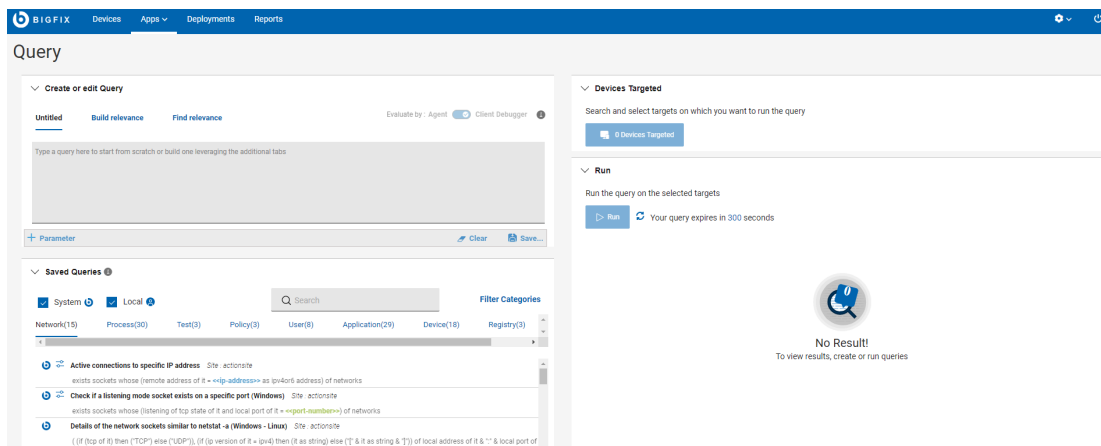 BIGFIX Devices Apps Deployments Reports
Query
Create or edit Query
Untitled Build relevance Find relevance Evaluate by : Agent Client Debugger
Type a query here to start from scratch or build one leveraging the additional tabs
+ Parameter Clear Save...
Saved Queries
System Local Search Filter Categories
Network(15) Process(30) Test(3) Policy(3) User(8) Application(29) Device(18) Registry(3)
Active connections to specific IP address Site : actionsite
exists sockets whose (remote address of it = <<ip-address>> as ipv4or6 address) of networks
Check if a listening mode socket exists on a specific port (Windows) Site : actionsite
exists sockets whose (listening of tcp state of it and local port of it = <<port-number>>) of networks
Details of the network sockets similar to netstat -a (Windows - Linux) Site : actionsite
( (if (tcp of it) then ("TCP") else ("UDP")), (if (ip version of it = ipv4) then (it as string) else ("[" & it as string & "]")) of local address of it & ":" & local port of
Devices Targeted
Search and select targets on which you want to run the query
0 Devices Targeted
Run
Run the query on the selected targets
Run Your query expires in 300 seconds
No Result!
To view results, create or run queries